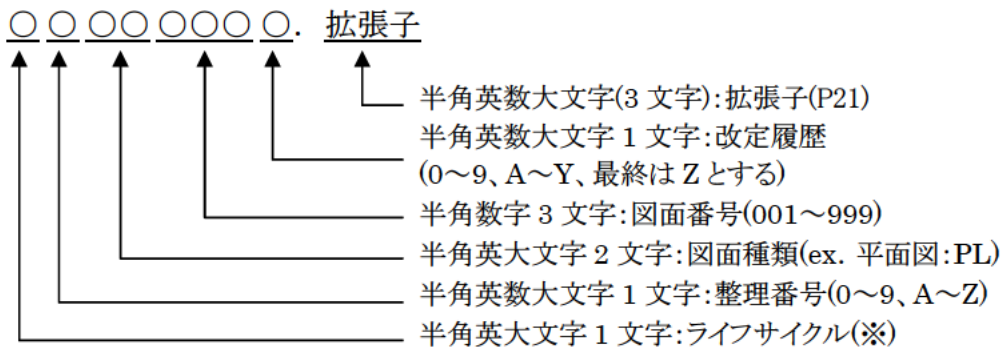 ○○○○○○○○. 拡張子
半角英数大文字(3 文字):拡張子(P21)
半角英数大文字 1 文字:改定履歴
(0～9、A～Y、最終は Z とする)
半角数字 3 文字:図面番号(001～999)
半角英大文字 2 文字:図面種類(ex. 平面図:PL)
半角英数大文字 1 文字:整理番号(0～9、A～Z)
半角英大文字 1 文字:ライフサイクル(※)